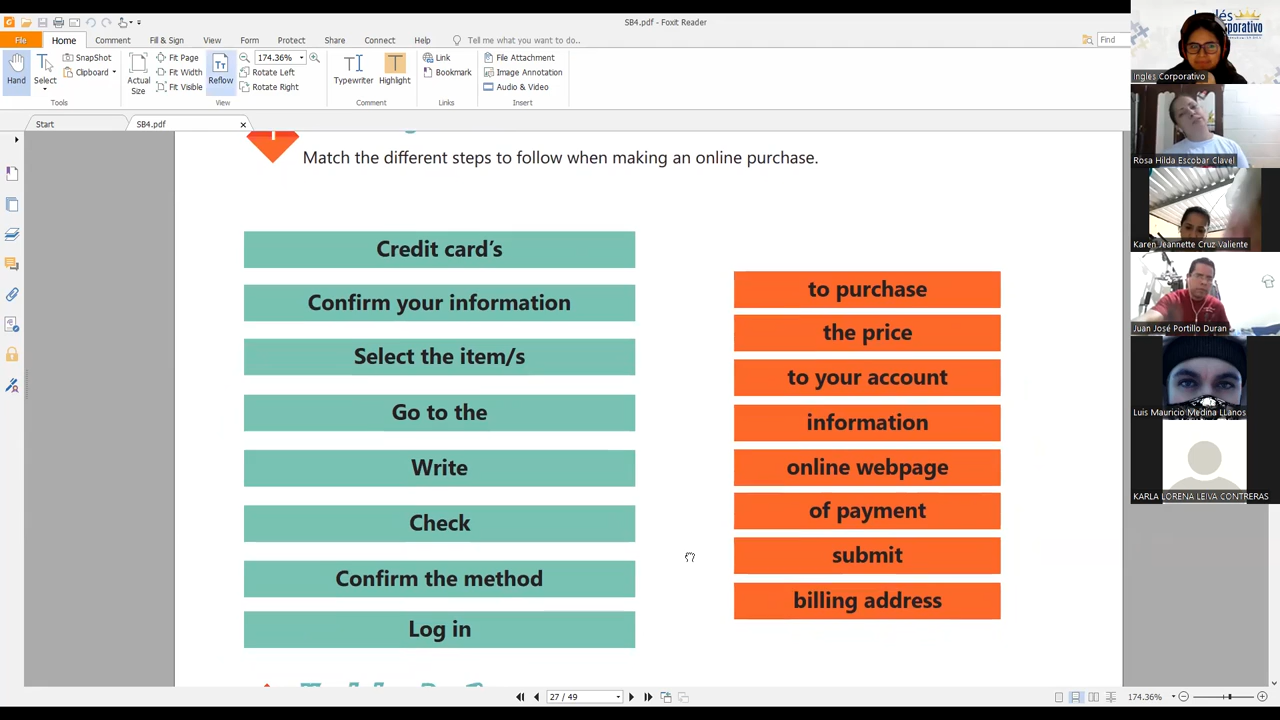 SB4.pdf - Foxit Reader
File
Home
Comment
Fill & Sign
View
Form
Protect
Share
Connect
Help
Tell me what you want to do..
Find
Hand
Select
SnapShot
Clipboard
Tools
Actual Size
Fit Page
Fit Width
Fit Visible
Reflow
174.36%
Rotate Left
Rotate Right
View
Typewriter
Highlight
Comment
Link
Bookmark
Links
File Attachment
Image Annotation
Audio & Video
Insert
Start
SB4.pdf
Match the different steps to follow when making an online purchase.
Credit card's
Confirm your information
Select the item/s
Go to the
Write
Check
Confirm the method
Log in
to purchase
the price
to your account
information
online webpage
of payment
submit
billing address
27 / 49
174.36%
Ingles Corporativo
Rosa Hilda Escobar Clavel
Karen Jeannette Cruz Valiente
Juan José Portillo Duran
Luis Mauricio Medina LLanos
KARLA LORENA LEIVA CONTRERAS